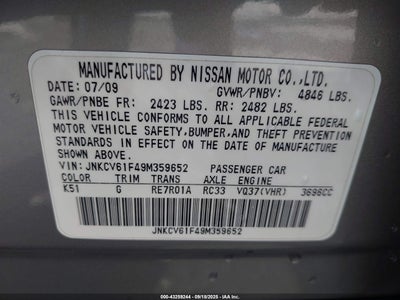 MANUFACTURED BY NISSAN MOTOR CO.,LTD.
DATE: 07/09 GVWR/PNBV: 4846 LBS.
GAWR/PNBE FR: 2423 LBS. RR: 2482 LBS.
THIS VEHICLE CONFORMS TO ALL APPLICABLE FEDERAL
MOTOR VEHICLE SAFETY, BUMPER, AND THEFT PREVENTION
STANDARDS IN EFFECT ON THE DATE OF MANUFACTURE
SHOWN ABOVE.
VIN: JNKCV61F49M359652 PASSENGER CAR
COLOR TRIM TRANS AXLE ENGINE
K51 G RE7R01A RC33 VQ37(VHR) 3696CC
JNKCV61F49M359652
000-43259244 - 09/18/2025 - WWW.IAAI.COM